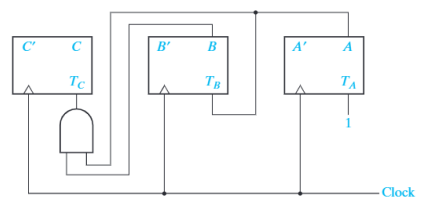 C' C B' B A' A
T_C T_B T_A
1
Clock